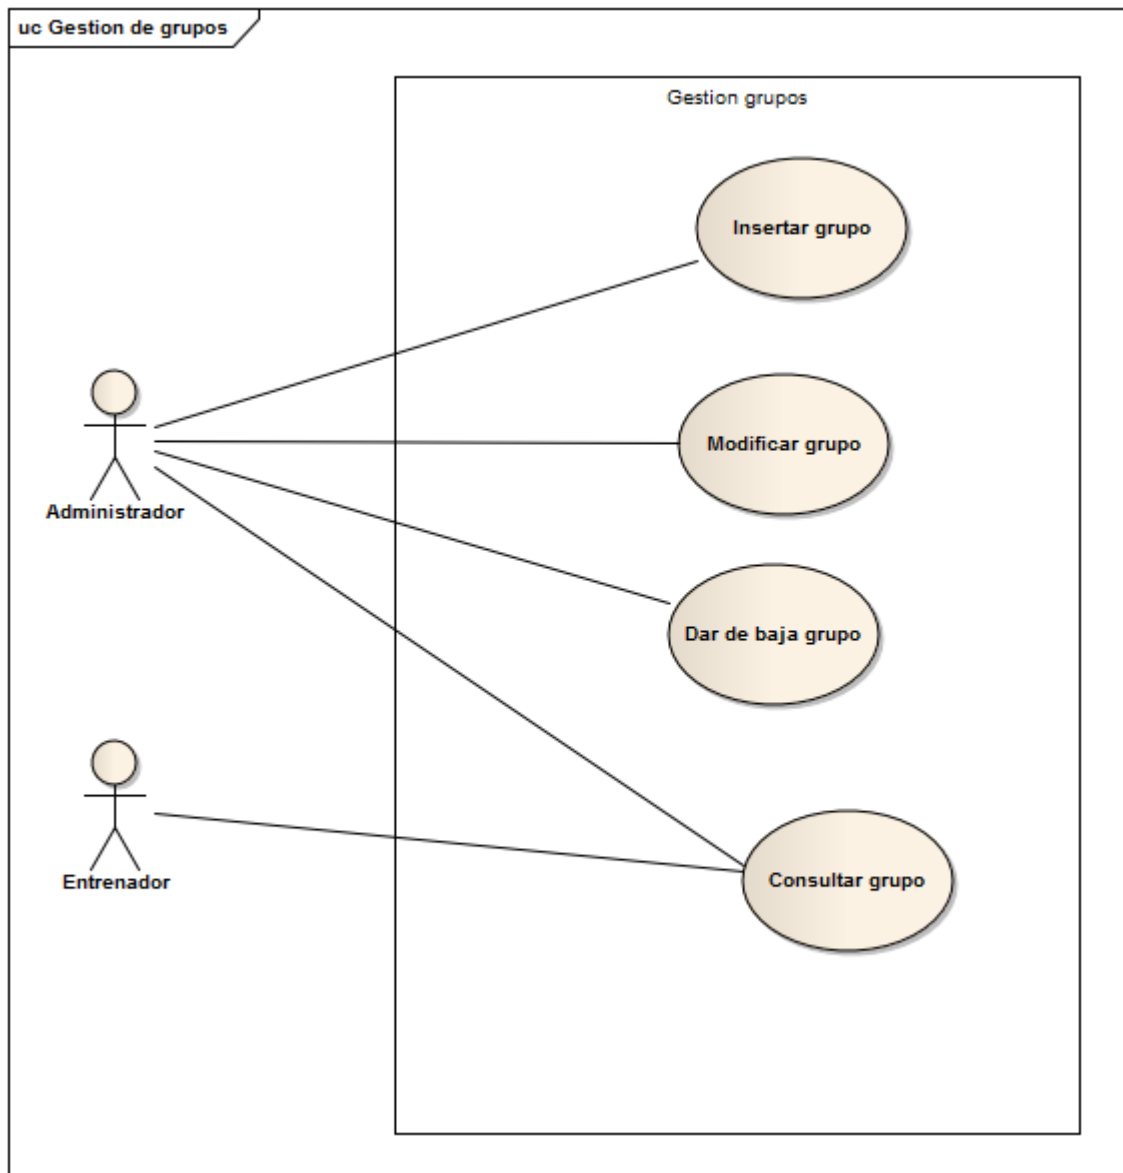 uc Gestion de grupos
Gestion grupos
Insertar grupo
Modificar grupo
Administrador
Dar de baja grupo
Entrenador
Consultar grupo